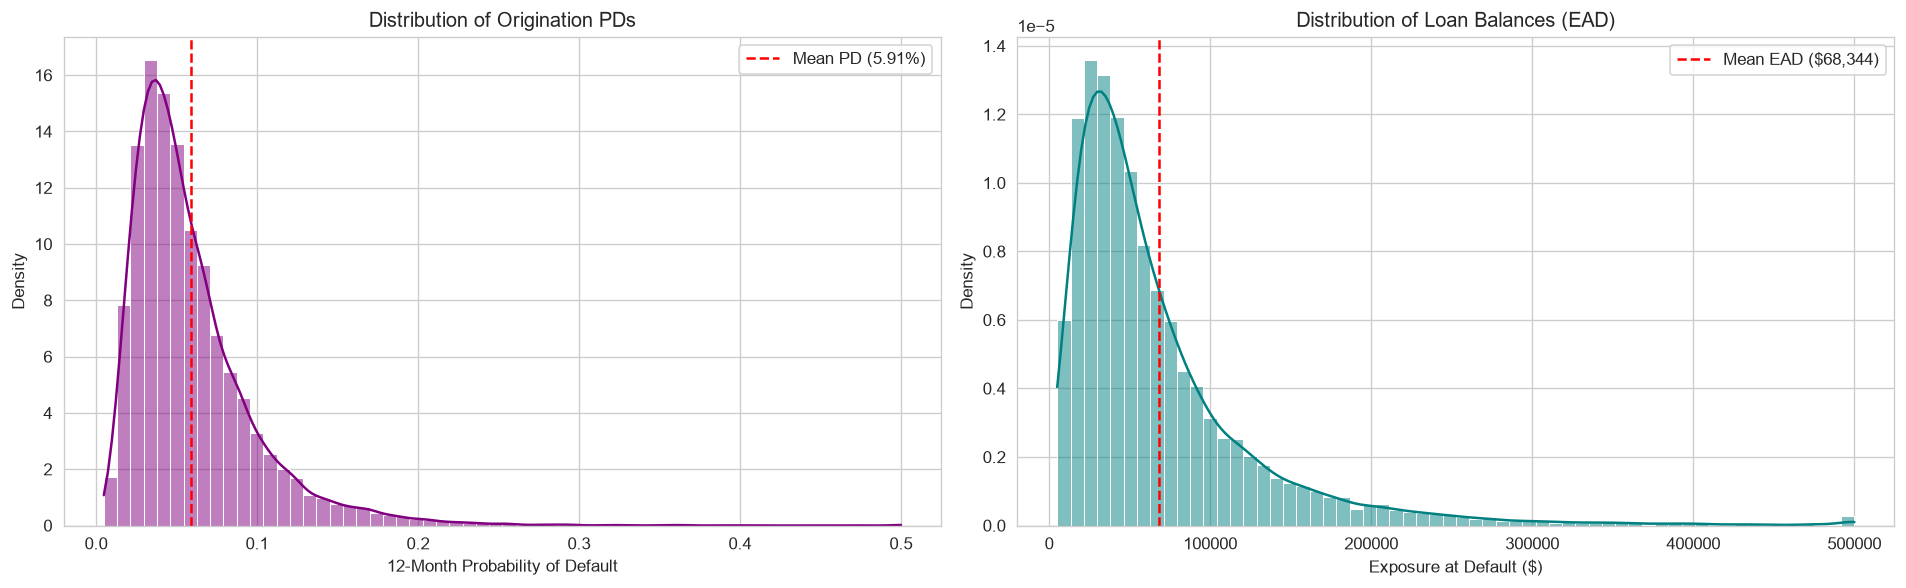 Distribution of Origination PDs
Mean PD (5.91%)
Density
16
14
12
10
8
6
4
2
0
0.0 0.1 0.2 0.3 0.4 0.5
12-Month Probability of Default
Distribution of Loan Balances (EAD)
1e−5
Mean EAD ($68,344)
Density
1.4
1.2
1.0
0.8
0.6
0.4
0.2
0.0
0 100000 200000 300000 400000 500000
Exposure at Default ($)